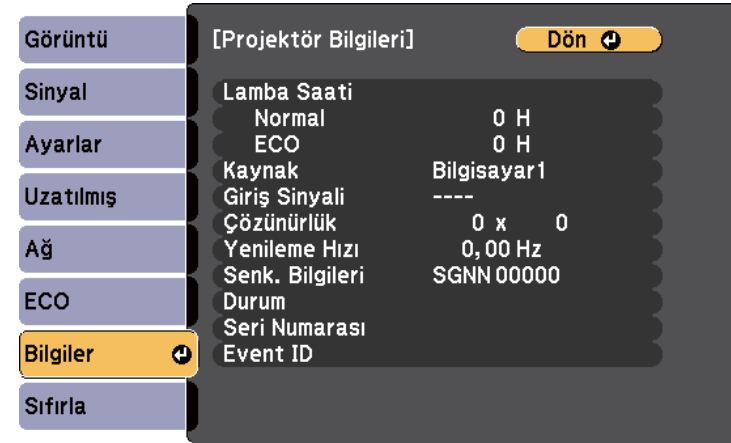 Görüntü
Sinyal
Ayarlar
Uzatılmış
Ağ
ECO
Bilgiler
Sıfırla
[Projektör Bilgileri]
Dön
Lamba Saati
Normal 0 H
ECO 0 H
Kaynak Bilgisayar1
Giriş Sinyali ----
Çözünürlük 0 x 0
Yenileme Hızı 0,00 Hz
Senk. Bilgileri SGNN 00000
Durum
Seri Numarası
Event ID